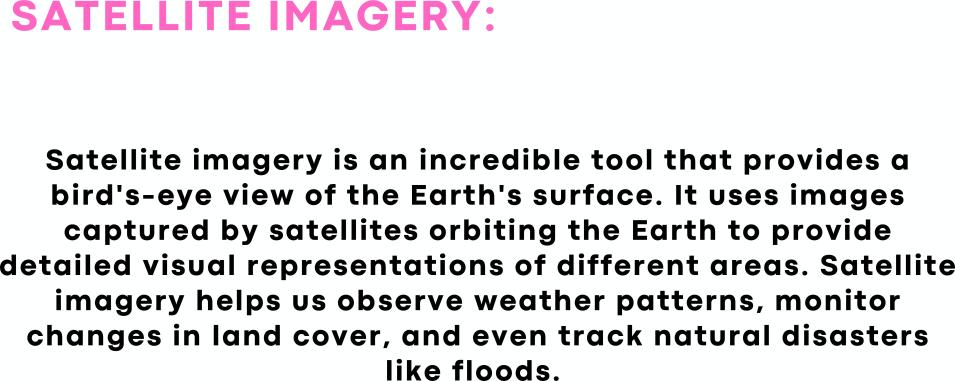 SATELLITE IMAGERY:
Satellite imagery is an incredible tool that provides a
bird's-eye view of the Earth's surface. It uses images
captured by satellites orbiting the Earth to provide
detailed visual representations of different areas. Satellite
imagery helps us observe weather patterns, monitor
changes in land cover, and even track natural disasters
like floods.